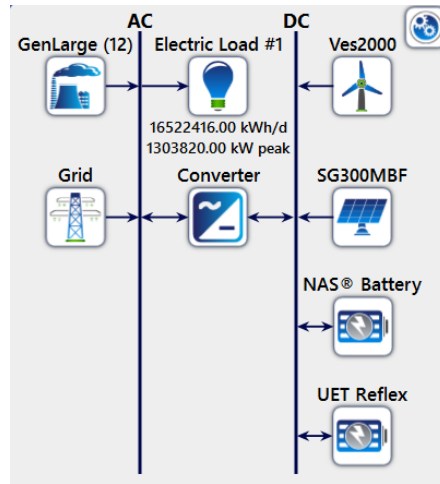 AC DC
GenLarge (12) Electric Load #1 Ves2000
16522416.00 kWh/d
1303820.00 kW peak
Grid Converter SG300MBF
NAS® Battery
UET Reflex